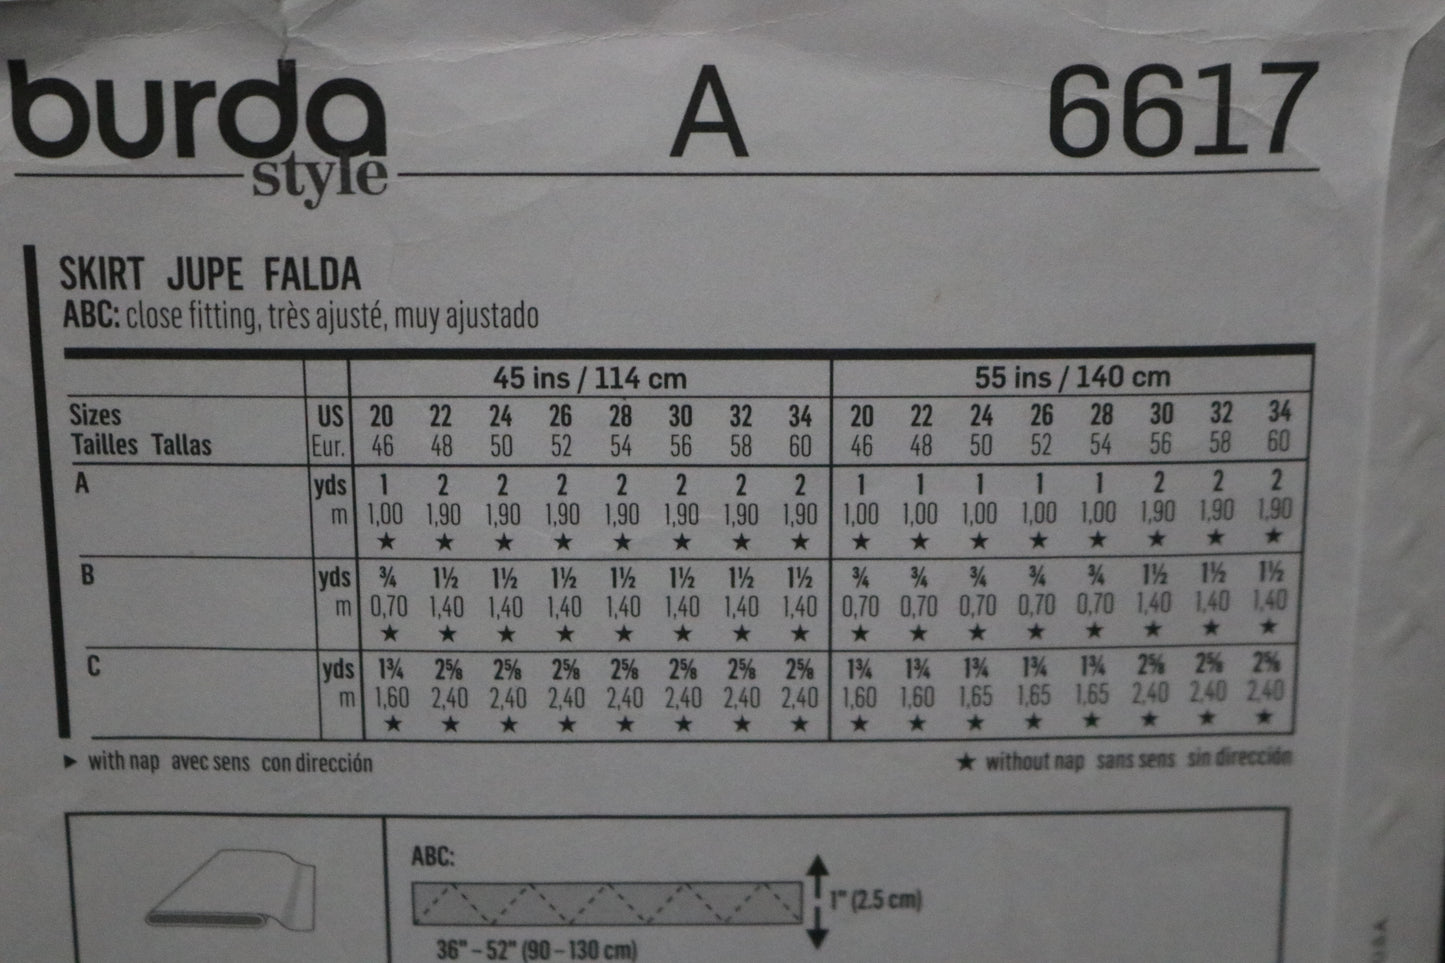 burda A 6617
style
SKIRT JUPE FALDA
ABC: close fitting, très ajusté, muy ajustado
45 ins / 114 cm 55 ins / 140 cm
Sizes US 20 22 24 26 28 30 32 34 20 22 24 26 28 30 32 34
Tailles Tallas Eur. 46 48 50 52 54 56 58 60 46 48 50 52 54 56 58 60
A yds 1 2 2 2 2 2 2 2 1 1 1 1 1 2 2 2
m 1,00 1,90 1,90 1,90 1,90 1,90 1,90 1,90 1,00 1,00 1,00 1,00 1,00 1,90 1,90 1,90
★ ★ ★ ★ ★ ★ ★ ★ ★ ★ ★ ★ ★ ★ ★ ★
B yds ¾ 1½ 1½ 1½ 1½ 1½ 1½ 1½ ¾ ¾ ¾ ¾ ¾ 1½ 1½ 1½
m 0,70 1,40 1,40 1,40 1,40 1,40 1,40 1,40 0,70 0,70 0,70 0,70 0,70 1,40 1,40 1,40
★ ★ ★ ★ ★ ★ ★ ★ ★ ★ ★ ★ ★ ★ ★ ★
C yds 1¾ 2⅝ 2⅝ 2⅝ 2⅝ 2⅝ 2⅝ 2⅝ 1¾ 1¾ 1¾ 1¾ 1¾ 2⅝ 2⅝ 2⅝
m 1,60 2,40 2,40 2,40 2,40 2,40 2,40 2,40 1,60 1,60 1,65 1,65 1,65 2,40 2,40 2,40
★ ★ ★ ★ ★ ★ ★ ★ ★ ★ ★ ★ ★ ★ ★ ★
► with nap avec sens con dirección ★ without nap sans sens sin dirección
ABC:
1" (2.5 cm)
36" – 52" (90 – 130 cm)